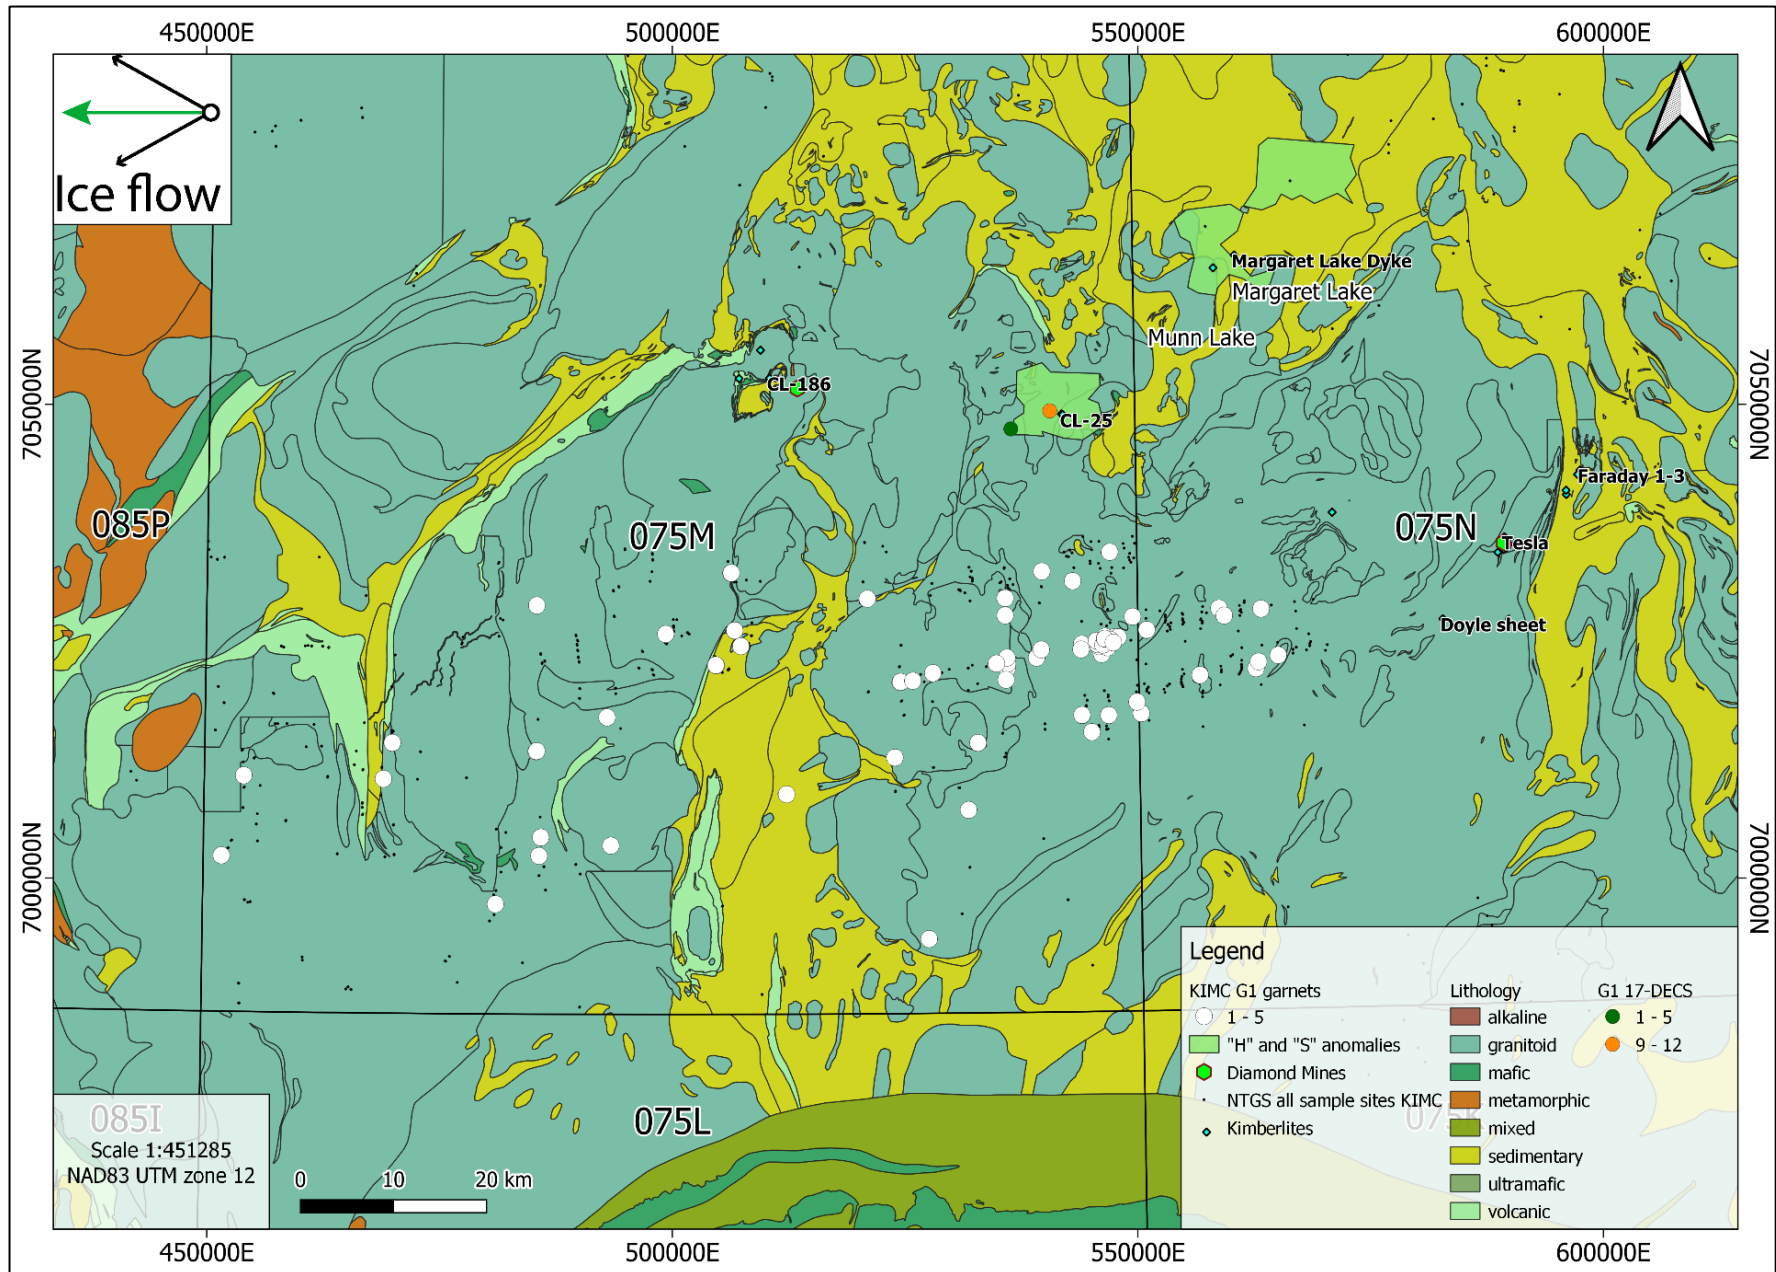 450000E
500000E
550000E
600000E
Ice flow
Margaret Lake Dyke
Margaret Lake
Munn Lake
7050000N
7050000N
CL-186
CL-25
Faraday 1-3
085P
075M
075N
Tesla
Doyle sheet
7000000N
7000000N
Legend
KIMC G1 garnets
1 - 5
"H" and "S" anomalies
Diamond Mines
NTGS all sample sites KIMC
Kimberlites
Lithology
alkaline
granitoid
mafic
metamorphic
mixed
sedimentary
ultramafic
volcanic
G1 17-DECS
1 - 5
9 - 12
085I
075L
075K
Scale 1:451285
NAD83 UTM zone 12
0 10 20 km
450000E
500000E
550000E
600000E